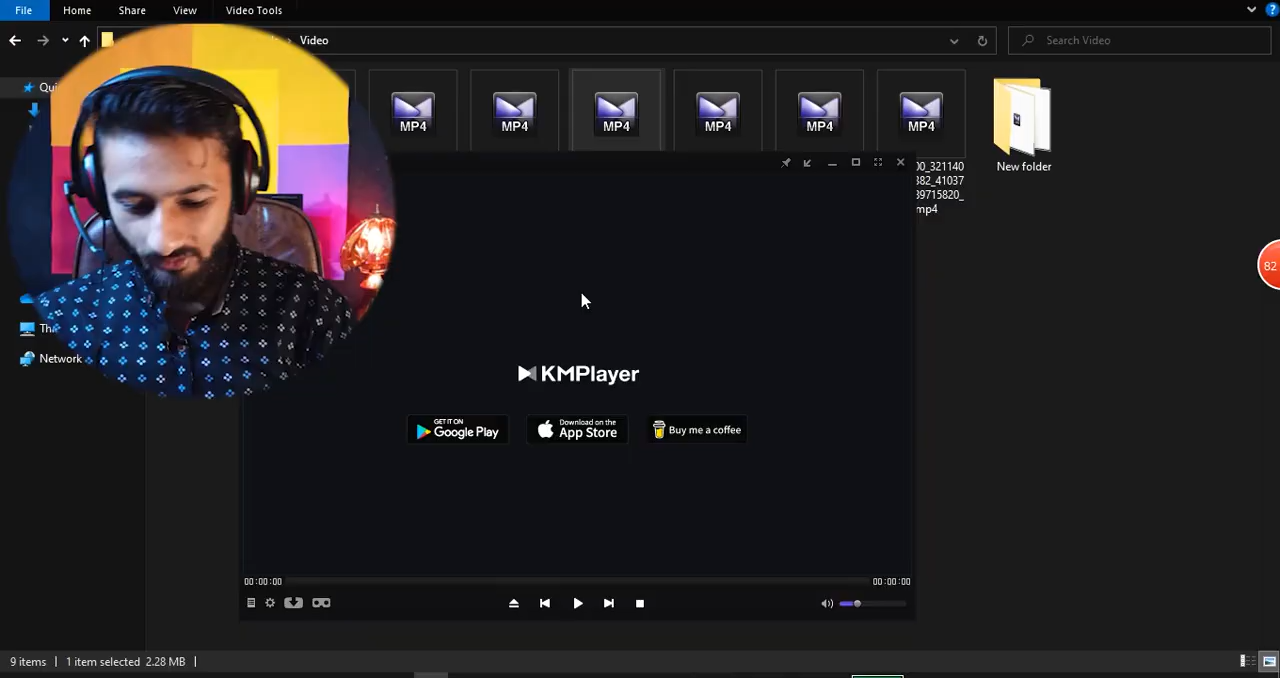 File Home Share View Video Tools
Video
Search Video
MP4 MP4 MP4 MP4 MP4 MP4
00_321140
382_41037
39715820_
mp4
New folder
82
Network
KMPlayer
GET IT ON
Google Play
Download on the
App Store
Buy me a coffee
00:00:00 00:00:00
9 items 1 item selected 2.28 MB